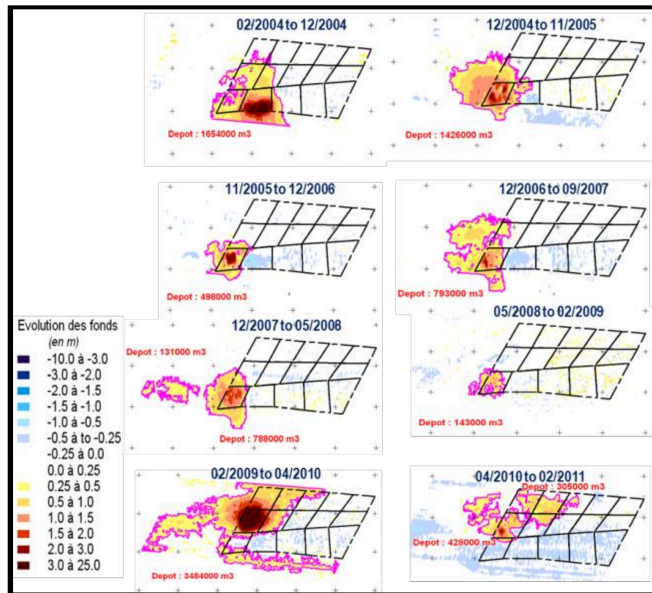 02/2004 to 12/2004
12/2004 to 11/2005
Depot : 1654000 m3
Depot : 1426000 m3
11/2005 to 12/2006
12/2006 to 09/2007
Depot : 498000 m3
Depot : 793000 m3
12/2007 to 05/2008
05/2008 to 02/2009
Depot : 131000 m3
Depot : 788000 m3
Depot : 143000 m3
02/2009 to 04/2010
04/2010 to 02/2011
Depot : 305000 m3
Depot : 428000 m3
Depot : 3484000 m3
Evolution des fonds
(en m)
-10.0 à -3.0
-3.0 à -2.0
-2.0 à -1.5
-1.5 à -1.0
-1.0 à -0.5
-0.5 à to -0.25
-0.25 à 0.0
0.0 à 0.25
0.25 à 0.5
0.5 à 1.0
1.0 à 1.5
1.5 à 2.0
2.0 à 3.0
3.0 à 25.0